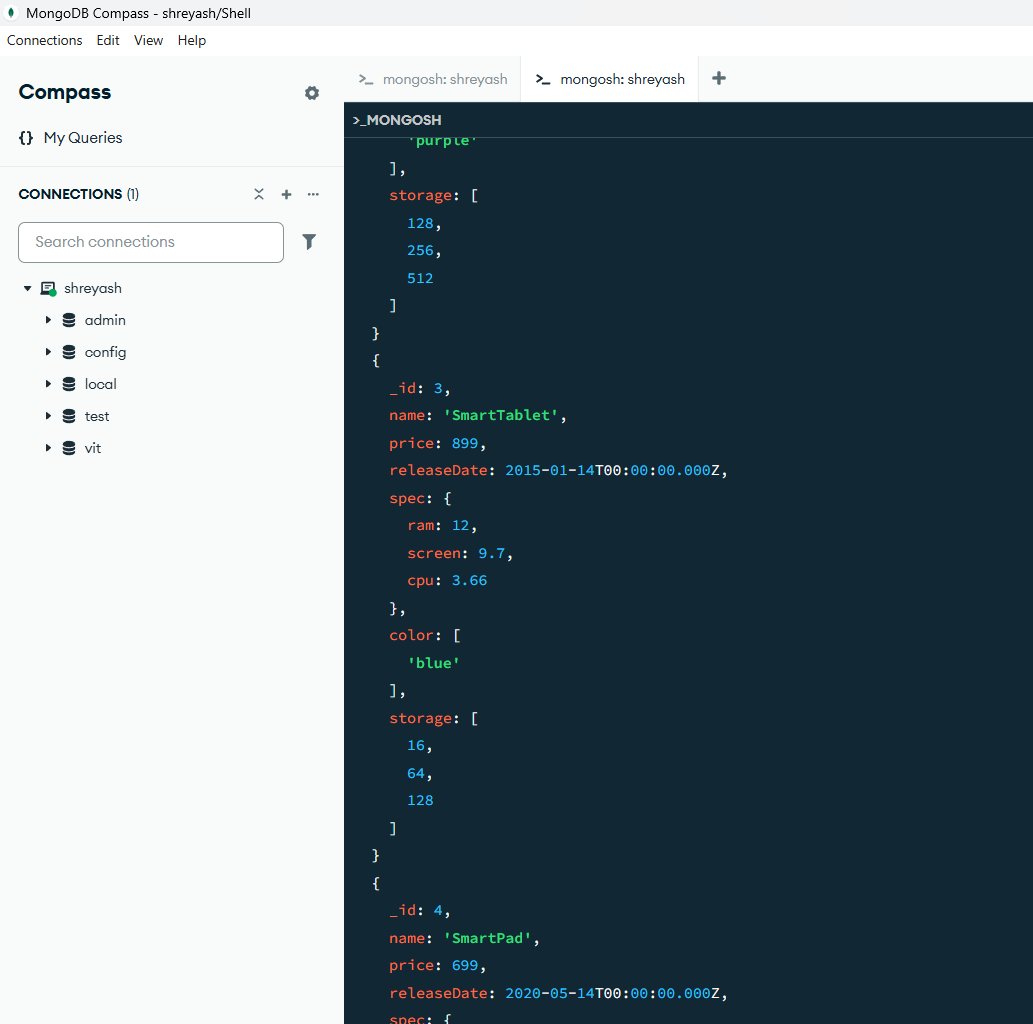 MongoDB Compass - shreyash/Shell
Connections Edit View Help
Compass
My Queries
CONNECTIONS (1)
Search connections
shreyash
admin
config
local
test
vit
>_ mongosh: shreyash
>_ mongosh: shreyash
>_MONGOSH
'purple'
],
storage: [
128,
256,
512
]
}
{
_id: 3,
name: 'SmartTablet',
price: 899,
releaseDate: 2015-01-14T00:00:00.000Z,
spec: {
ram: 12,
screen: 9.7,
cpu: 3.66
},
color: [
'blue'
],
storage: [
16,
64,
128
]
}
{
_id: 4,
name: 'SmartPad',
price: 699,
releaseDate: 2020-05-14T00:00:00.000Z,
spec: {